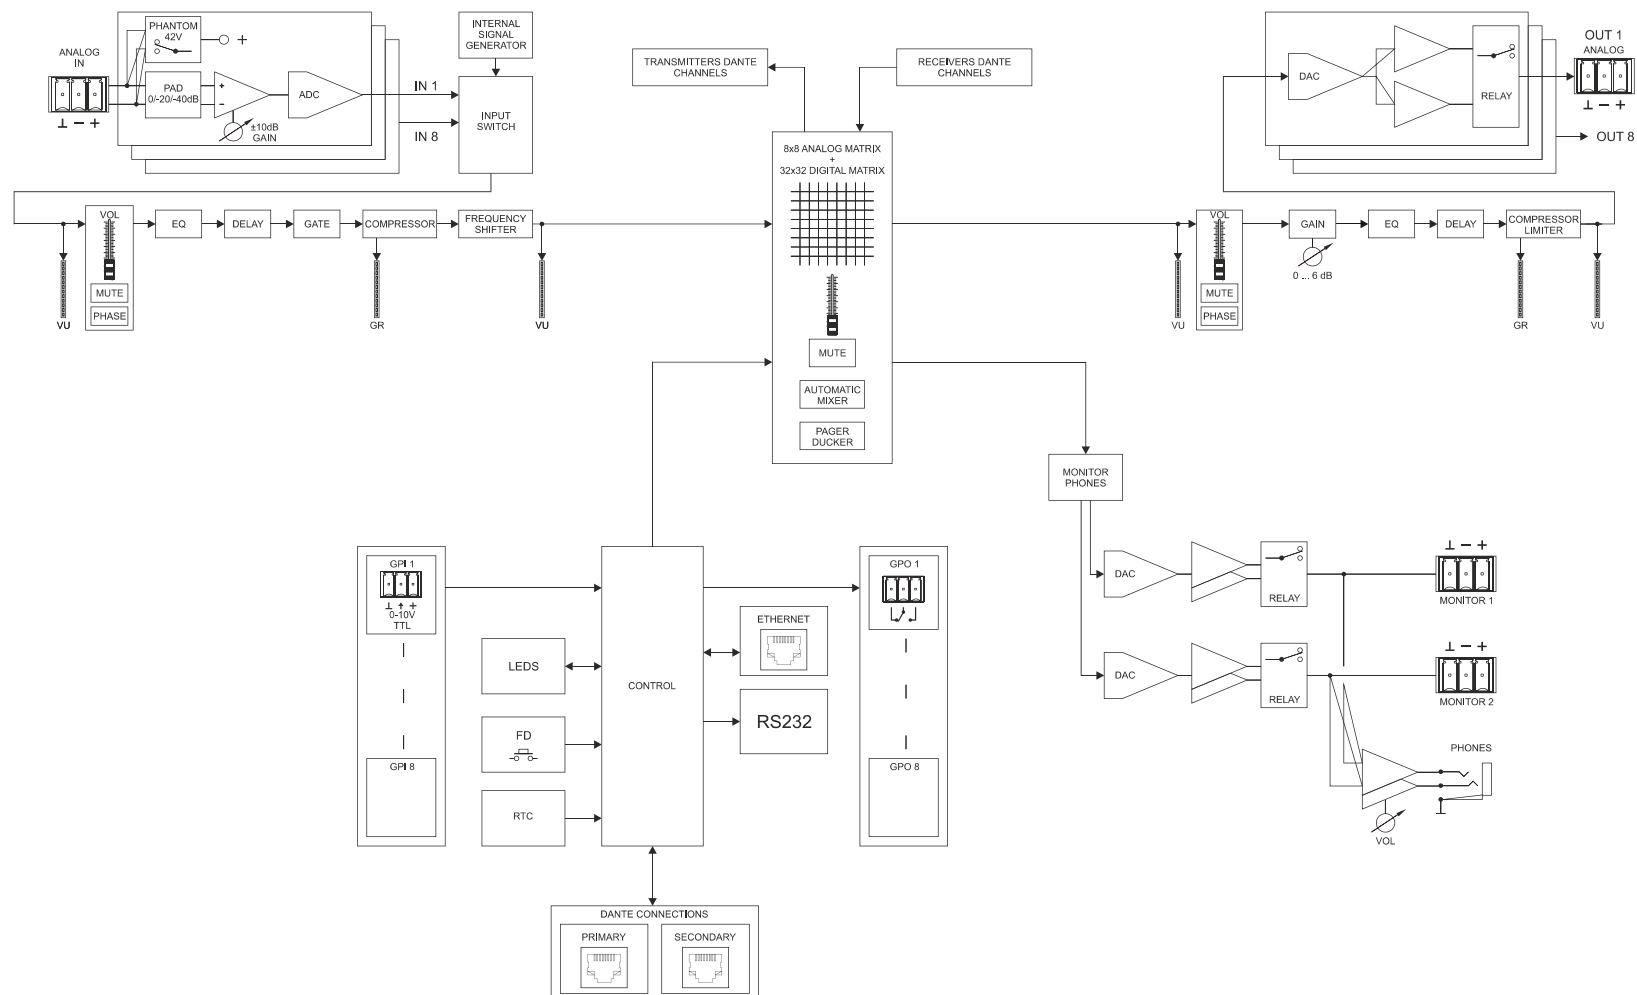 ANALOG
IN
⊥ − +
PHANTOM
42V
+
PAD
0/-20/-40dB
+
−
±10dB
GAIN
ADC
IN 1
IN 8
INTERNAL
SIGNAL
GENERATOR
INPUT
SWITCH
TRANSMITTERS DANTE
CHANNELS
RECEIVERS DANTE
CHANNELS
DAC
RELAY
OUT 1
ANALOG
⊥ − +
OUT 8
VU
VOL
MUTE
PHASE
EQ
DELAY
GATE
COMPRESSOR
GR
FREQUENCY
SHIFTER
VU
8x8 ANALOG MATRIX
+
32x32 DIGITAL MATRIX
MUTE
AUTOMATIC
MIXER
PAGER
DUCKER
VU
VOL
MUTE
PHASE
GAIN
0 ... 6 dB
EQ
DELAY
COMPRESSOR
LIMITER
GR
VU
MONITOR
PHONES
DAC
RELAY
⊥ − +
MONITOR 1
DAC
RELAY
⊥ − +
MONITOR 2
PHONES
VOL
GPI 1
0-10V
TTL
GPI 8
LEDS
FD
RTC
CONTROL
ETHERNET
RS232
GPO 1
GPO 8
DANTE CONNECTIONS
PRIMARY
SECONDARY